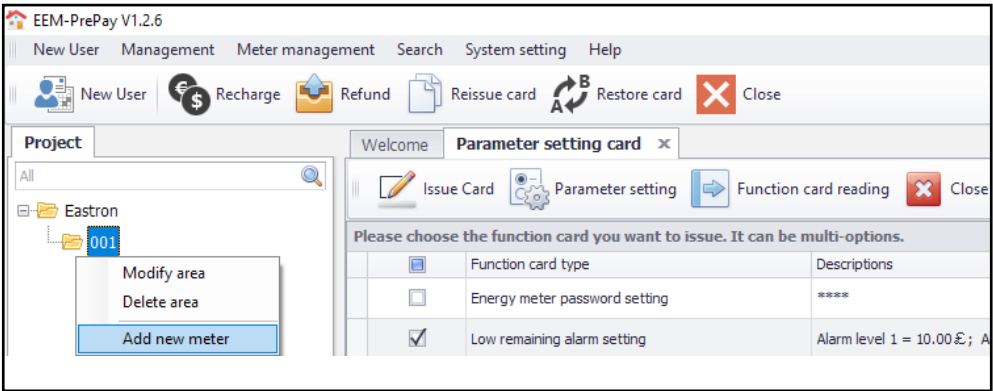 EEM-PrePay V1.2.6
New User Management Meter management Search System setting Help
New User Recharge Refund Reissue card Restore card Close
Project
Welcome Parameter setting card x
All
Issue Card Parameter setting Function card reading Close
Eastron
001
Please choose the function card you want to issue. It can be multi-options.
Modify area
Delete area
Add new meter
Function card type Descriptions
Energy meter password setting ****
Low remaining alarm setting Alarm level 1 = 10.00£; A